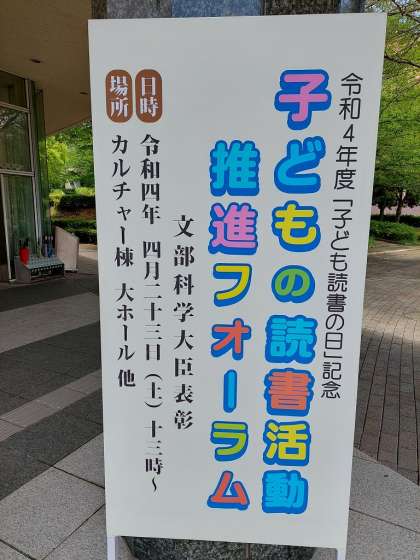 令和4年度「子ども読書の日」記念
子どもの読書活動
推進フォーラム
文部科学大臣表彰
日時 令和四年 四月二十三日(土)十三時~
場所 カルチャー棟 大ホール 他